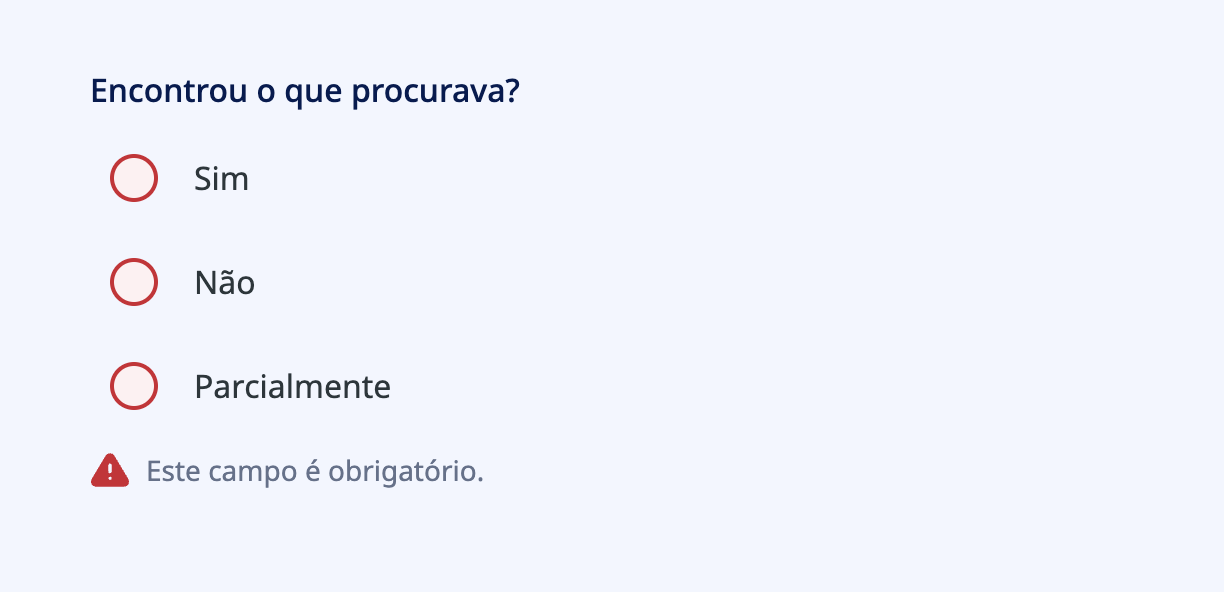 Encontrou o que procurava?
Sim
Não
Parcialmente
Este campo é obrigatório.